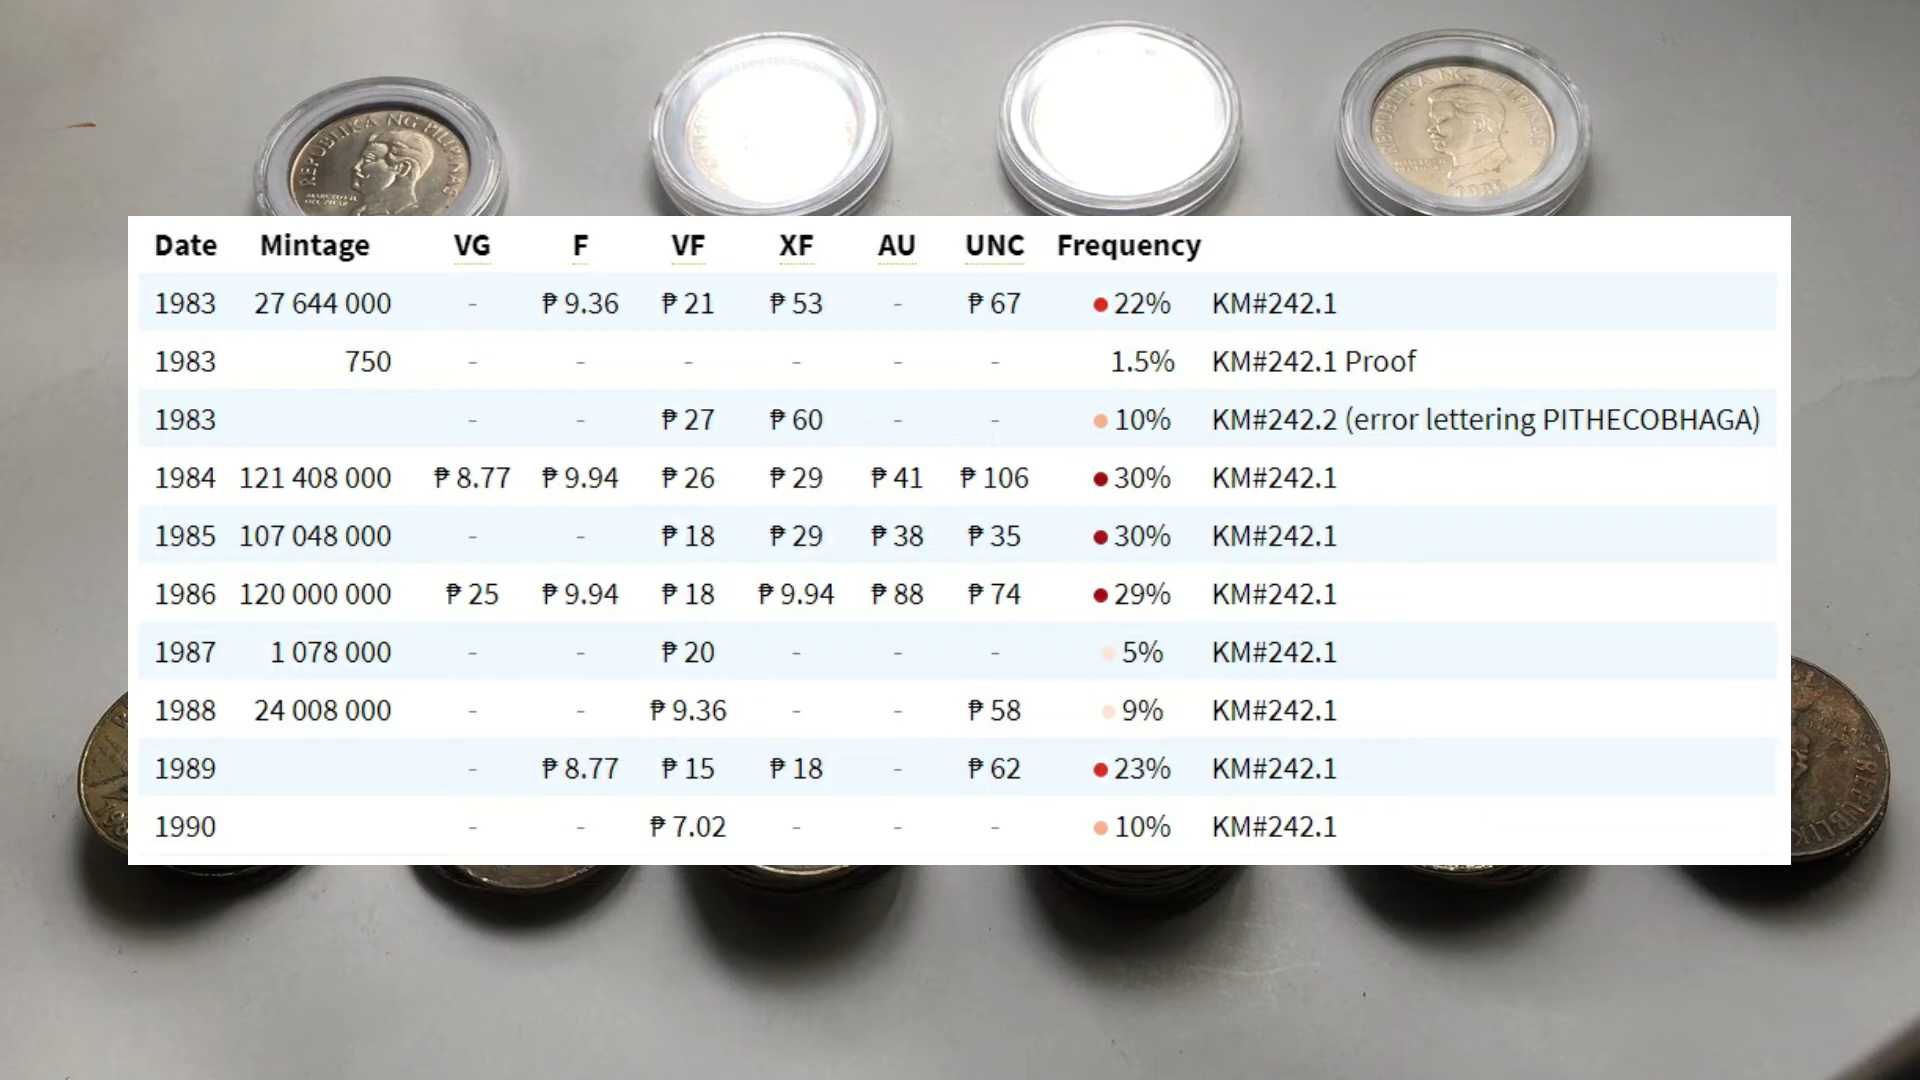 REPUBLIKA NG PILIPINAS
MARCELO H.
DEL PILAR
REPUBLIKA NG PILIPINAS
Date Mintage VG F VF XF AU UNC Frequency
1983 27 644 000 - ₱ 9.36 ₱ 21 ₱ 53 - ₱ 67 22% KM#242.1
1983 750 - - - - - - 1.5% KM#242.1 Proof
1983 - - ₱ 27 ₱ 60 - - 10% KM#242.2 (error lettering PITHECOBHAGA)
1984 121 408 000 ₱ 8.77 ₱ 9.94 ₱ 26 ₱ 29 ₱ 41 ₱ 106 30% KM#242.1
1985 107 048 000 - - ₱ 18 ₱ 29 ₱ 38 ₱ 35 30% KM#242.1
1986 120 000 000 ₱ 25 ₱ 9.94 ₱ 18 ₱ 9.94 ₱ 88 ₱ 74 29% KM#242.1
1987 1 078 000 - - ₱ 20 - - - 5% KM#242.1
1988 24 008 000 - - ₱ 9.36 - - ₱ 58 9% KM#242.1
1989 - ₱ 8.77 ₱ 15 ₱ 18 - ₱ 62 23% KM#242.1
1990 - - ₱ 7.02 - - - 10% KM#242.1